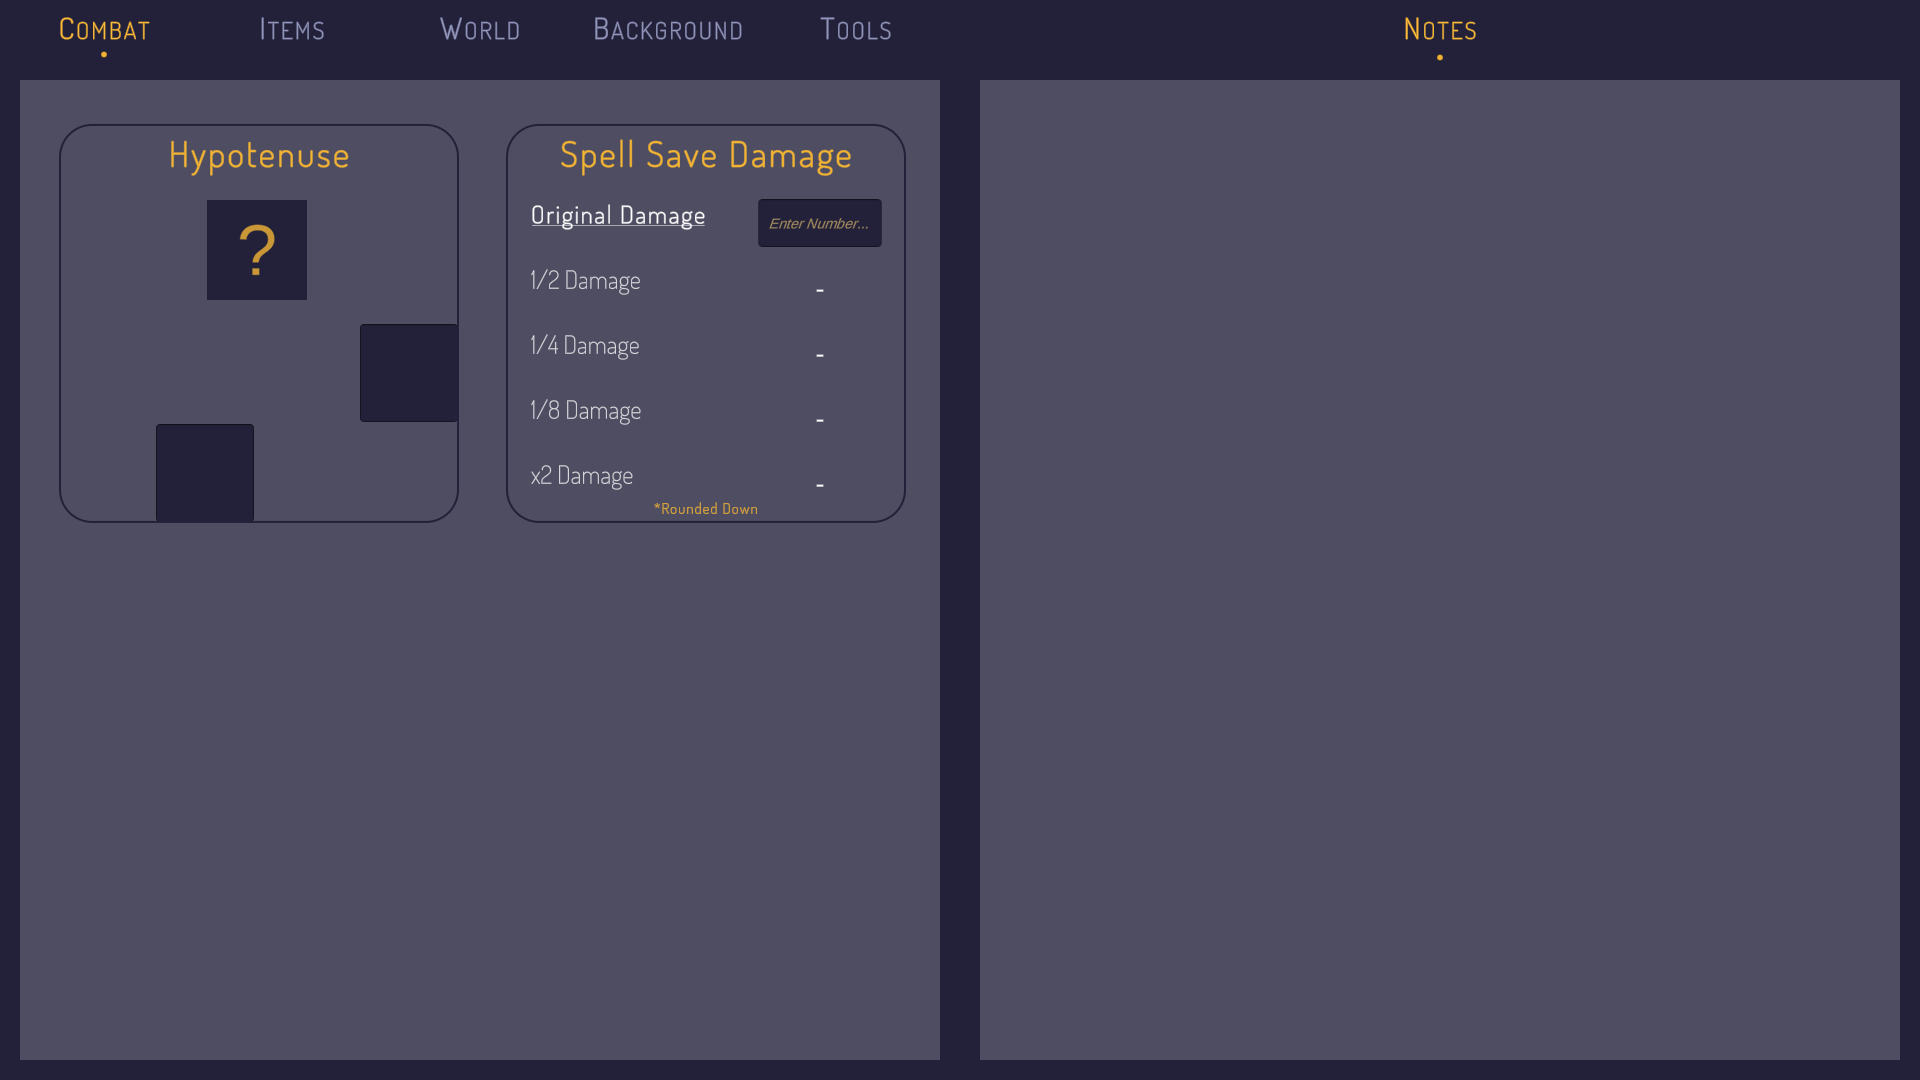 Combat Items World Background Tools Notes
Hypotenuse
?
Spell Save Damage
Original Damage Enter Number...
1/2 Damage -
1/4 Damage -
1/8 Damage -
x2 Damage -
*Rounded Down